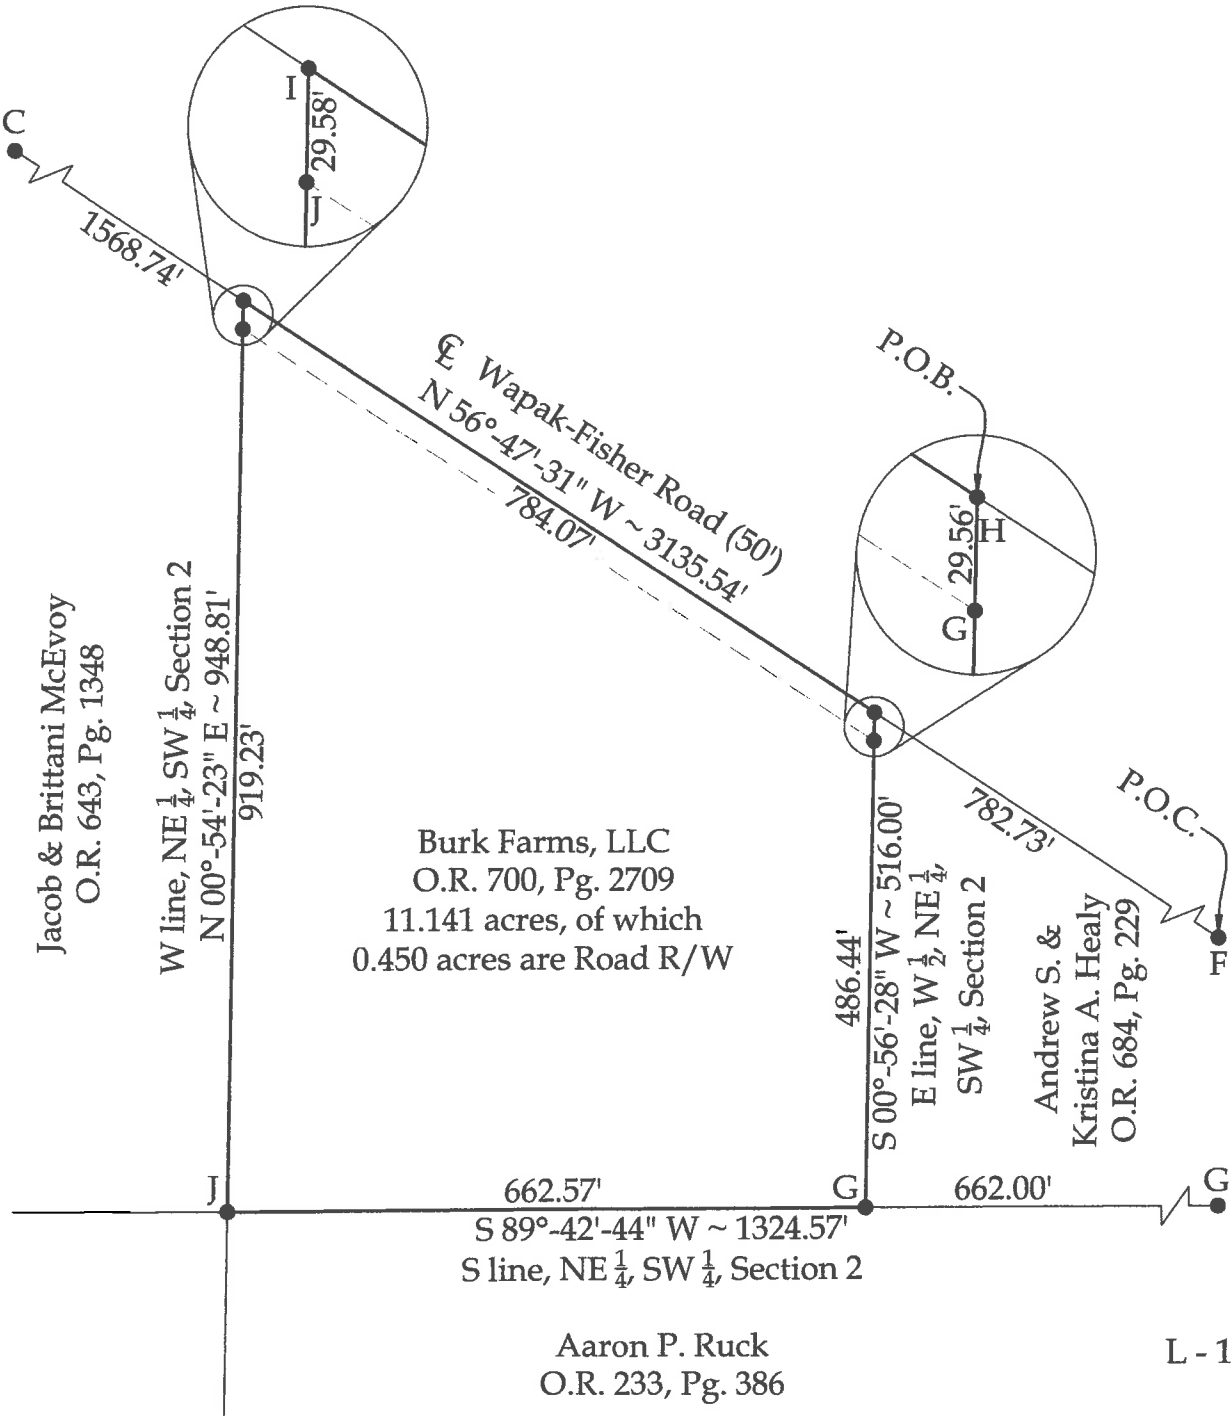 C
I
29.58'
J
1568.74'
℄ Wapak-Fisher Road (50')
N 56°-47'-31" W ~ 3135.54'
784.07'
P.O.B.
H
29.56'
G
782.73'
P.O.C.
F
Jacob & Brittani McEvoy
O.R. 643, Pg. 1348
W line, NE 1/4, SW 1/4, Section 2
N 00°-54'-23" E ~ 948.81'
919.23'
Burk Farms, LLC
O.R. 700, Pg. 2709
11.141 acres, of which
0.450 acres are Road R/W
486.44'
S 00°-56'-28" W ~ 516.00'
E line, W 1/2, NE 1/4,
SW 1/4, Section 2
Andrew S. &
Kristina A. Healy
O.R. 684, Pg. 229
J
662.57'
G
662.00'
G
S 89°-42'-44" W ~ 1324.57'
S line, NE 1/4, SW 1/4, Section 2
Aaron P. Ruck
O.R. 233, Pg. 386
L - 1